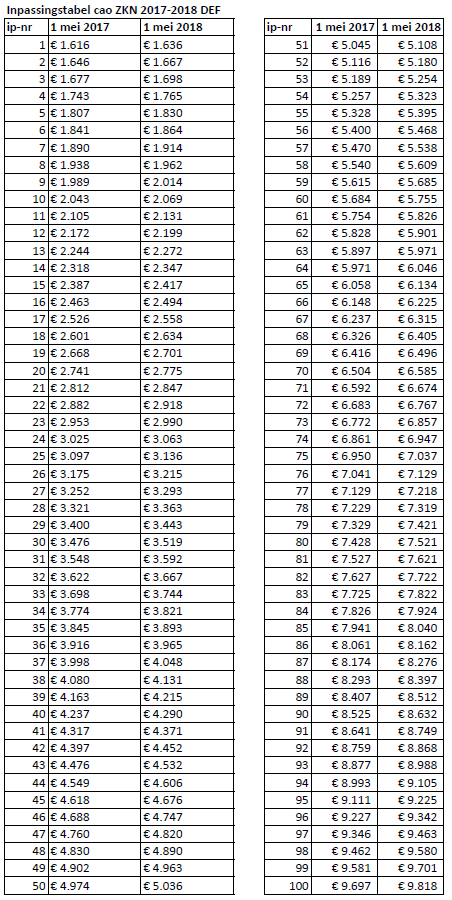 Inpassingstabel cao ZKN 2017-2018 DEF
ip-nr 1 mei 2017 1 mei 2018
1 € 1.616 € 1.636
2 € 1.646 € 1.667
3 € 1.677 € 1.698
4 € 1.743 € 1.765
5 € 1.807 € 1.830
6 € 1.841 € 1.864
7 € 1.890 € 1.914
8 € 1.938 € 1.962
9 € 1.989 € 2.014
10 € 2.043 € 2.069
11 € 2.105 € 2.131
12 € 2.172 € 2.199
13 € 2.244 € 2.272
14 € 2.318 € 2.347
15 € 2.387 € 2.417
16 € 2.463 € 2.494
17 € 2.526 € 2.558
18 € 2.601 € 2.634
19 € 2.668 € 2.701
20 € 2.741 € 2.775
21 € 2.812 € 2.847
22 € 2.882 € 2.918
23 € 2.953 € 2.990
24 € 3.025 € 3.063
25 € 3.097 € 3.136
26 € 3.175 € 3.215
27 € 3.252 € 3.293
28 € 3.321 € 3.363
29 € 3.400 € 3.443
30 € 3.476 € 3.519
31 € 3.548 € 3.592
32 € 3.622 € 3.667
33 € 3.698 € 3.744
34 € 3.774 € 3.821
35 € 3.845 € 3.893
36 € 3.916 € 3.965
37 € 3.998 € 4.048
38 € 4.080 € 4.131
39 € 4.163 € 4.215
40 € 4.237 € 4.290
41 € 4.317 € 4.371
42 € 4.397 € 4.452
43 € 4.476 € 4.532
44 € 4.549 € 4.606
45 € 4.618 € 4.676
46 € 4.688 € 4.747
47 € 4.760 € 4.820
48 € 4.830 € 4.890
49 € 4.902 € 4.963
50 € 4.974 € 5.036
ip-nr 1 mei 2017 1 mei 2018
51 € 5.045 € 5.108
52 € 5.116 € 5.180
53 € 5.189 € 5.254
54 € 5.257 € 5.323
55 € 5.328 € 5.395
56 € 5.400 € 5.468
57 € 5.470 € 5.538
58 € 5.540 € 5.609
59 € 5.615 € 5.685
60 € 5.684 € 5.755
61 € 5.754 € 5.826
62 € 5.828 € 5.901
63 € 5.897 € 5.971
64 € 5.971 € 6.046
65 € 6.058 € 6.134
66 € 6.148 € 6.225
67 € 6.237 € 6.315
68 € 6.326 € 6.405
69 € 6.416 € 6.496
70 € 6.504 € 6.585
71 € 6.592 € 6.674
72 € 6.683 € 6.767
73 € 6.772 € 6.857
74 € 6.861 € 6.947
75 € 6.950 € 7.037
76 € 7.041 € 7.129
77 € 7.129 € 7.218
78 € 7.229 € 7.319
79 € 7.329 € 7.421
80 € 7.428 € 7.521
81 € 7.527 € 7.621
82 € 7.627 € 7.722
83 € 7.725 € 7.822
84 € 7.826 € 7.924
85 € 7.941 € 8.040
86 € 8.061 € 8.162
87 € 8.174 € 8.276
88 € 8.293 € 8.397
89 € 8.407 € 8.512
90 € 8.525 € 8.632
91 € 8.641 € 8.749
92 € 8.759 € 8.868
93 € 8.877 € 8.988
94 € 8.993 € 9.105
95 € 9.111 € 9.225
96 € 9.227 € 9.342
97 € 9.346 € 9.463
98 € 9.462 € 9.580
99 € 9.581 € 9.701
100 € 9.697 € 9.818